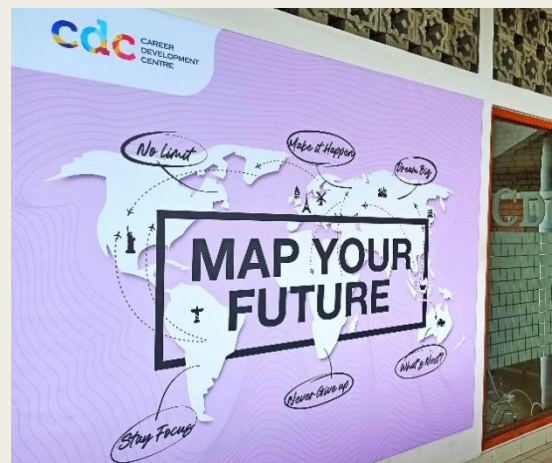 cdc
CAREER
DEVELOPMENT
CENTRE
No Limit
Make it Happen
Dream Big
MAP YOUR
FUTURE
Stay Focus
Never Give up
What's Next?
CD